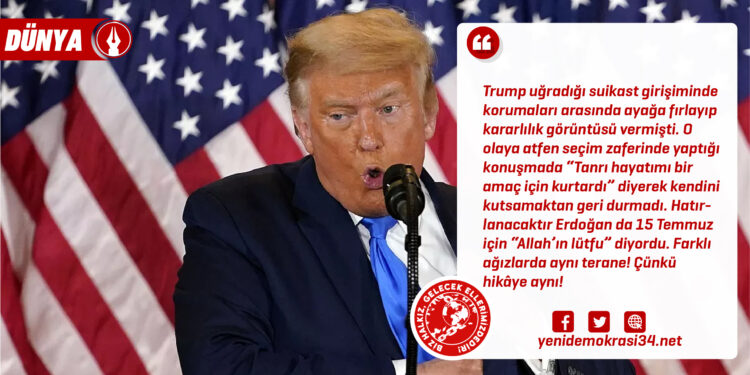 DÜNYA
Trump uğradığı suikast girişiminde
korumaları arasında ayağa fırlayıp
kararlılık görüntüsü vermişti. O
olaya atfen seçim zaferinde yaptığı
konuşmada “Tanrı hayatımı bir
amaç için kurtardı” diyerek kendini
kutsamaktan geri durmadı. Hatır-
lanacaktır Erdoğan da 15 Temmuz
için “Allah’ın lütfu” diyordu. Farklı
ağızlarda aynı terane! Çünkü
hikâye aynı!
BİZ HALKIZ, GELECEK ELLERİMİZDEDİR!
yenidemokrasi34.net